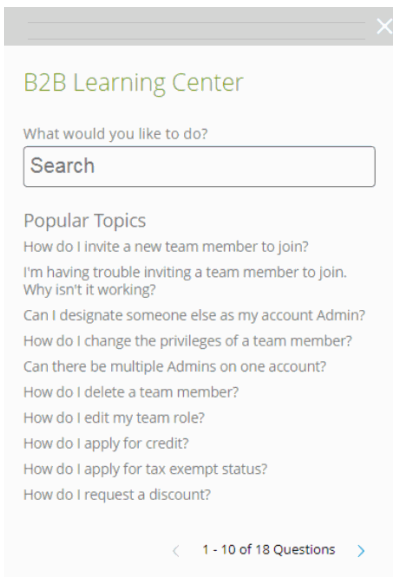 B2B Learning Center
What would you like to do?
Search
Popular Topics
How do I invite a new team member to join?
I'm having trouble inviting a team member to join.
Why isn't it working?
Can I designate someone else as my account Admin?
How do I change the privileges of a team member?
Can there be multiple Admins on one account?
How do I delete a team member?
How do I edit my team role?
How do I apply for credit?
How do I apply for tax exempt status?
How do I request a discount?
1 - 10 of 18 Questions